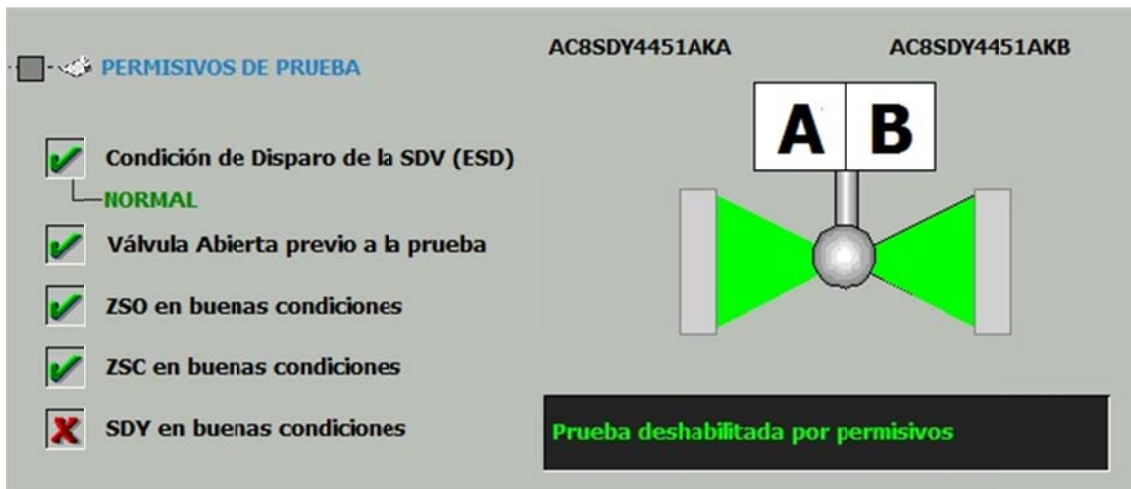 AC8SDY4451AKA AC8SDY4451AKB
PERMISIVOS DE PRUEBA
A B
Condición de Disparo de la SDV (ESD)
NORMAL
Válvula Abierta previo a la prueba
ZSO en buenas condiciones
ZSC en buenas condiciones
SDY en buenas condiciones
Prueba deshabilitada por permisivos